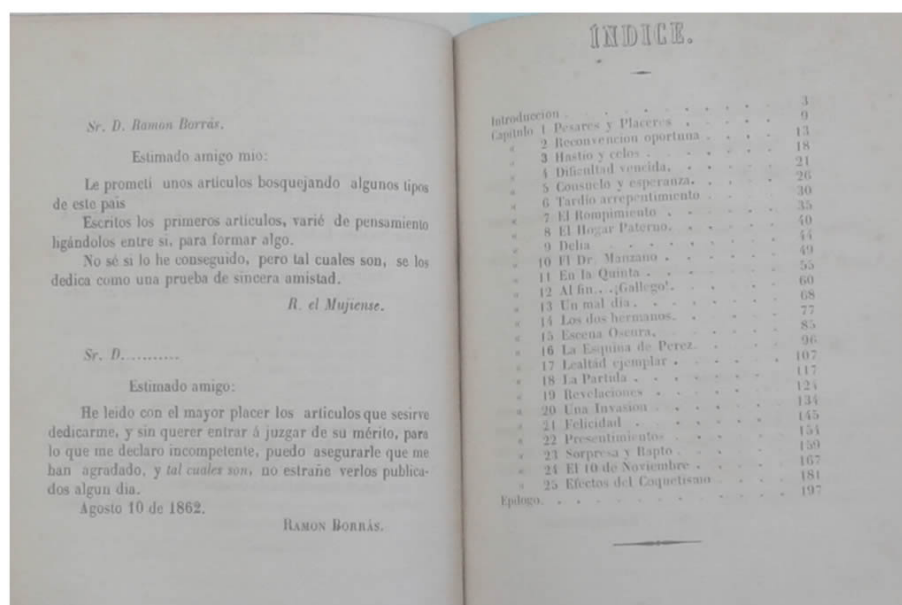 Sr. D. Ramon Borrás.
Estimado amigo mio:
Le prometí unos artículos bosquejando algunos tipos
de este pais
Escritos los primeros artículos, varié de pensamiento
ligándolos entre si, para formar algo.
No sé si lo he conseguido, pero tal cuales son, se los
dedica como una prueba de sincera amistad.
R. el Mujiense.
Sr. D...........
Estimado amigo:
He leido con el mayor placer los artículos que sesirve
dedicarme, y sin querer entrar á juzgar de su mérito, para
lo que me declaro incompetente, puedo asegurarle que me
han agradado, y tal cuales son, no estrañe verlos publica-
dos algun dia.
Agosto 10 de 1862.
RAMON BORRÁS.
ÍNDICE.
Introducción . . . . . . . . 3
Capítulo 1 Pesares y Placeres . . . . . 9
« 2 Reconvencion oportuna . . . . 13
« 3 Hastio y celos . . . . . . 18
« 4 Dificultad vencida. . . . . . 21
« 5 Consuelo y esperanza. . . . . 26
« 6 Tardio arrepentimiento . . . . 30
« 7 El Rompimiento . . . . . . 35
« 8 El Hogar Paterno. . . . . . 40
« 9 Delia . . . . . . . . 44
« 10 El Dr. Manzano . . . . . . 49
« 11 En la Quinta . . . . . . . 55
« 12 Al fin. . .¡Gallego!. . . . . . 60
« 13 Un mal dia. . . . . . . . 68
« 14 Los dos hermanos. . . . . . 77
« 15 Escena Oscura. . . . . . . 85
« 16 La Esquina de Perez. . . . . 96
« 17 Lealtad ejemplar . . . . . . 107
« 18 La Partida . . . . . . . 117
« 19 Revelaciones . . . . . . . 124
« 20 Una Invasion . . . . . . . 134
« 21 Felicidad . . . . . . . . 145
« 22 Presentimientos . . . . . . 154
« 23 Sorpresa y Rapto . . . . . . 159
« 24 El 10 de Noviembre . . . . . 167
« 25 Efectos del Coquetismo . . . . 181
Epílogo. . . . . . . . . . 197